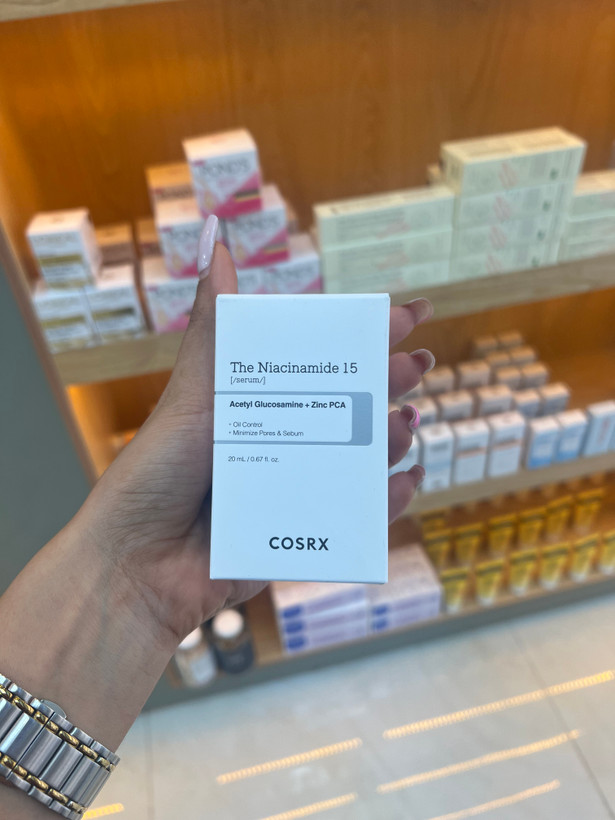 The Niacinamide 15
[/serum/]
Acetyl Glucosamine + Zinc PCA
• Oil Control
• Minimize Pores & Sebum
20 mL / 0.67 fl. oz.
COSRX
POND'S